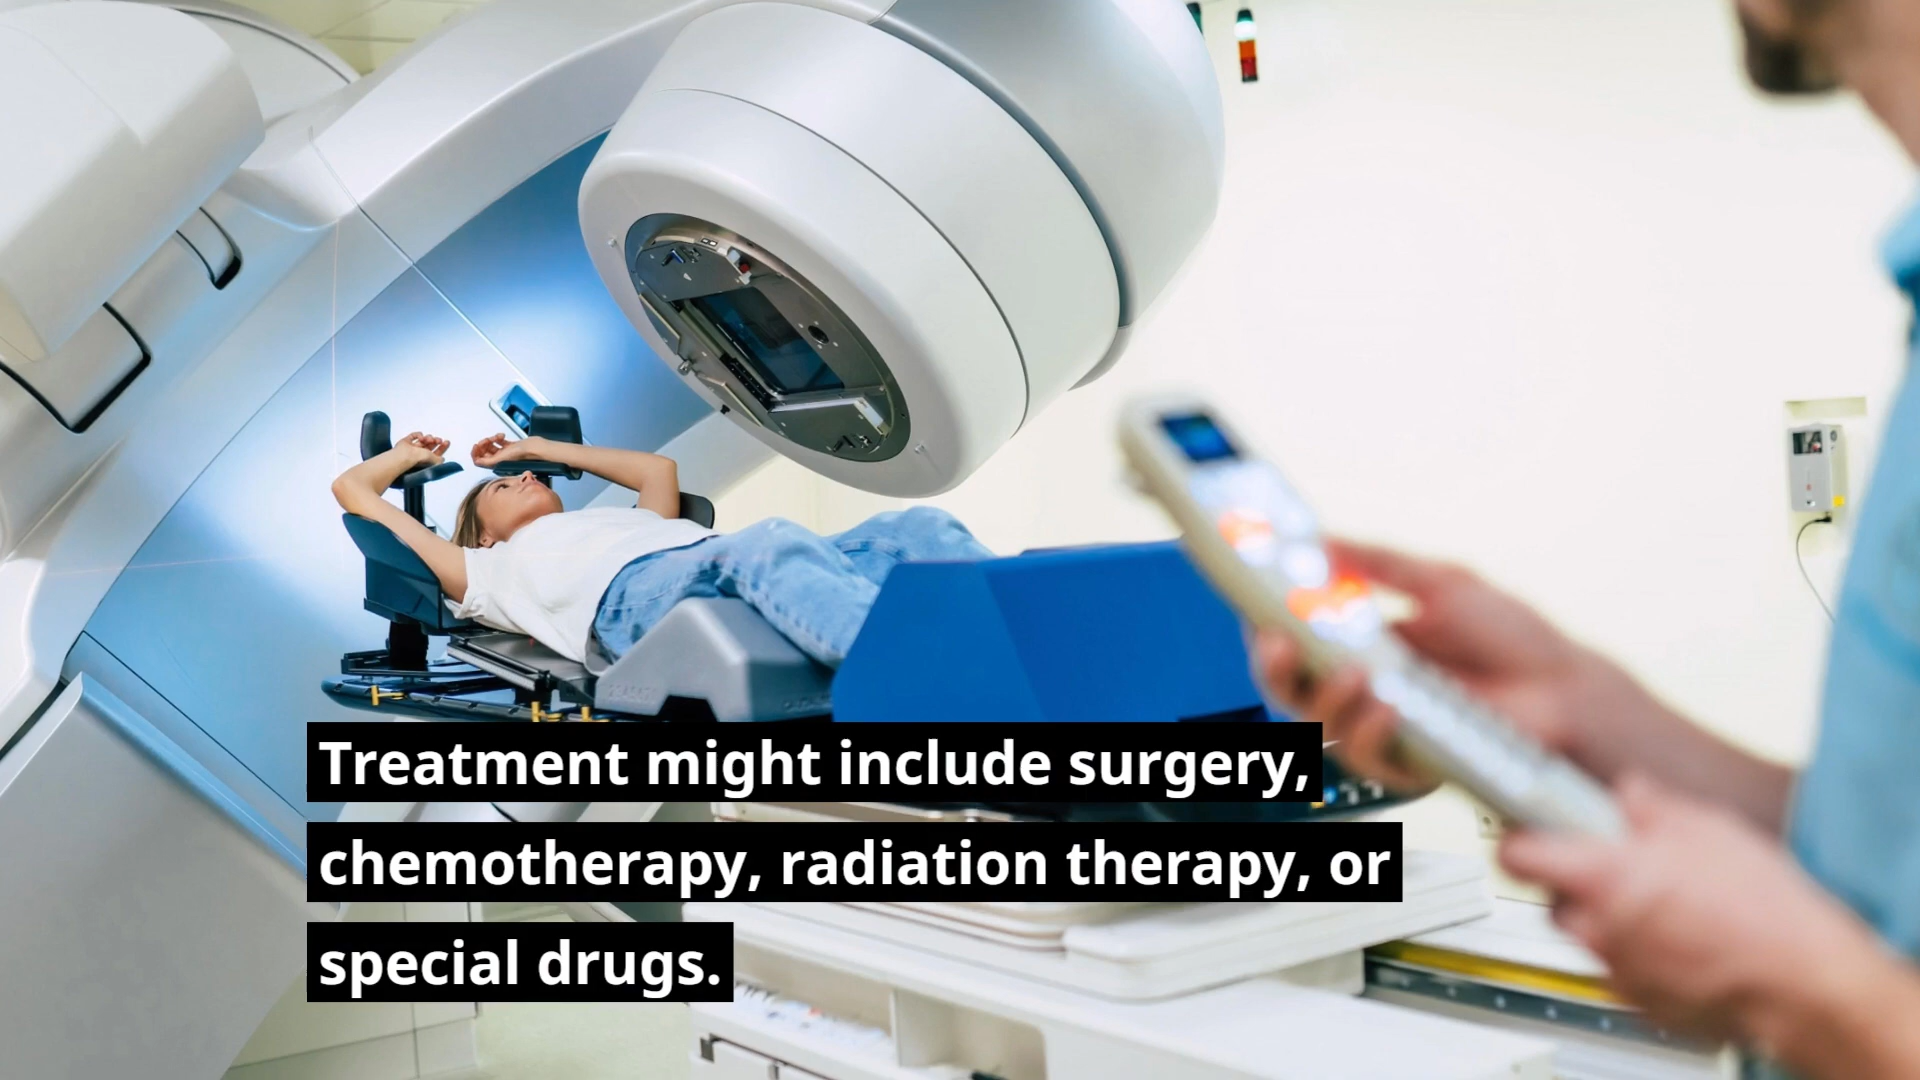 Treatment might include surgery,
chemotherapy, radiation therapy, or
special drugs.